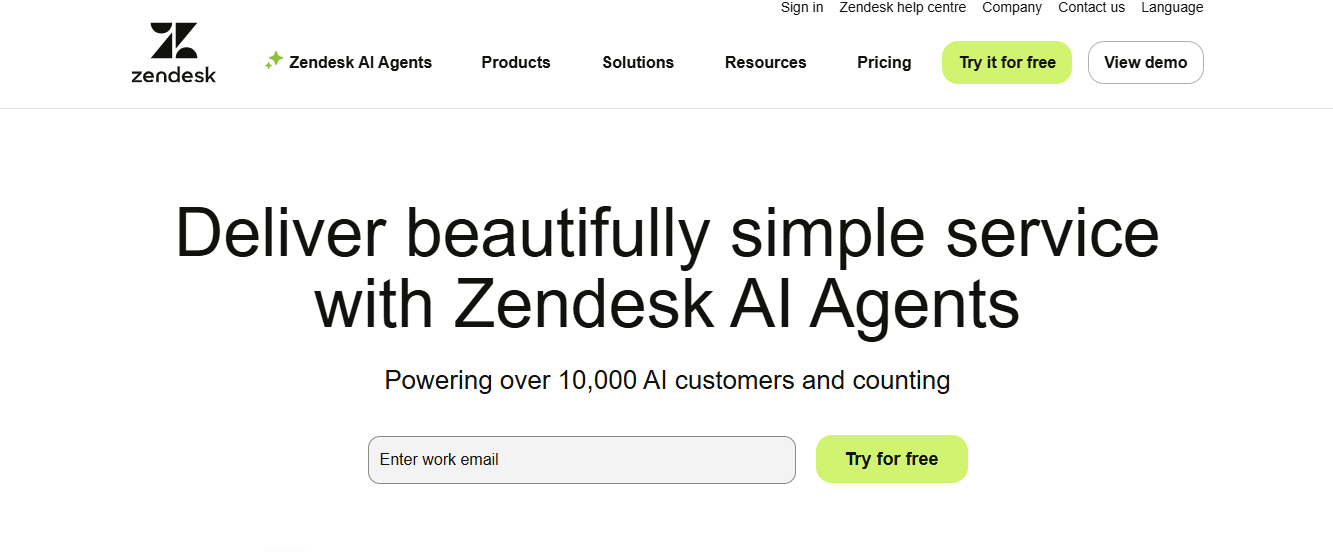 Sign in Zendesk help centre Company Contact us Language
zendesk
Zendesk AI Agents Products Solutions Resources Pricing Try it for free View demo
Deliver beautifully simple service
with Zendesk AI Agents
Powering over 10,000 AI customers and counting
Enter work email Try for free